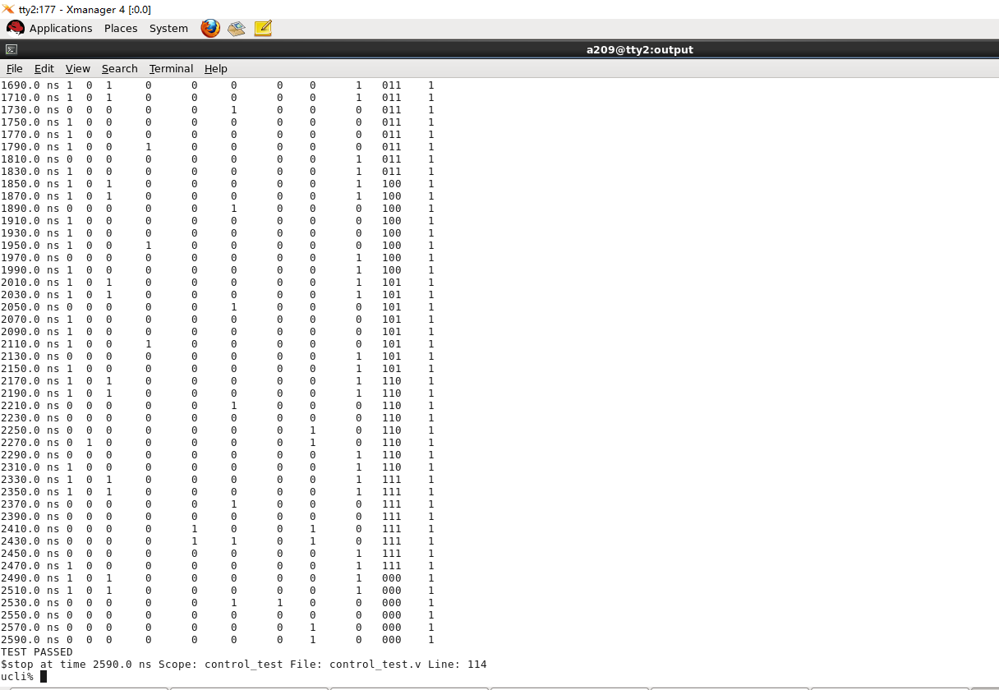 tty2:177 - Xmanager 4 [:0.0]
Applications Places System
a209@tty2:output
File Edit View Search Terminal Help
1690.0 ns 1 0 1 0 0 0 0 0 1 011 1
1710.0 ns 1 0 1 0 0 0 0 0 1 011 1
1730.0 ns 0 0 0 0 0 1 0 0 0 011 1
1750.0 ns 1 0 0 0 0 0 0 0 0 011 1
1770.0 ns 1 0 0 0 0 0 0 0 0 011 1
1790.0 ns 1 0 0 1 0 0 0 0 0 011 1
1810.0 ns 0 0 0 0 0 0 0 0 1 011 1
1830.0 ns 1 0 0 0 0 0 0 0 1 011 1
1850.0 ns 1 0 1 0 0 0 0 0 1 100 1
1870.0 ns 1 0 1 0 0 0 0 0 1 100 1
1890.0 ns 0 0 0 0 0 1 0 0 0 100 1
1910.0 ns 1 0 0 0 0 0 0 0 0 100 1
1930.0 ns 1 0 0 0 0 0 0 0 0 100 1
1950.0 ns 1 0 0 1 0 0 0 0 0 100 1
1970.0 ns 0 0 0 0 0 0 0 0 1 100 1
1990.0 ns 1 0 0 0 0 0 0 0 1 100 1
2010.0 ns 1 0 1 0 0 0 0 0 1 101 1
2030.0 ns 1 0 1 0 0 0 0 0 1 101 1
2050.0 ns 0 0 0 0 0 1 0 0 0 101 1
2070.0 ns 1 0 0 0 0 0 0 0 0 101 1
2090.0 ns 1 0 0 0 0 0 0 0 0 101 1
2110.0 ns 1 0 0 1 0 0 0 0 0 101 1
2130.0 ns 0 0 0 0 0 0 0 0 1 101 1
2150.0 ns 1 0 0 0 0 0 0 0 1 101 1
2170.0 ns 1 0 1 0 0 0 0 0 1 110 1
2190.0 ns 1 0 1 0 0 0 0 0 1 110 1
2210.0 ns 0 0 0 0 0 1 0 0 0 110 1
2230.0 ns 0 0 0 0 0 0 0 0 0 110 1
2250.0 ns 0 0 0 0 0 0 0 1 0 110 1
2270.0 ns 0 1 0 0 0 0 0 1 0 110 1
2290.0 ns 0 0 0 0 0 0 0 0 1 110 1
2310.0 ns 1 0 0 0 0 0 0 0 1 110 1
2330.0 ns 1 0 1 0 0 0 0 0 1 111 1
2350.0 ns 1 0 1 0 0 0 0 0 1 111 1
2370.0 ns 0 0 0 0 0 1 0 0 0 111 1
2390.0 ns 0 0 0 0 0 0 0 0 0 111 1
2410.0 ns 0 0 0 0 1 0 0 1 0 111 1
2430.0 ns 0 0 0 0 1 1 0 1 0 111 1
2450.0 ns 0 0 0 0 0 0 0 0 1 111 1
2470.0 ns 1 0 0 0 0 0 0 0 1 111 1
2490.0 ns 1 0 1 0 0 0 0 0 1 000 1
2510.0 ns 1 0 1 0 0 0 0 0 1 000 1
2530.0 ns 0 0 0 0 0 1 1 0 0 000 1
2550.0 ns 0 0 0 0 0 0 0 0 0 000 1
2570.0 ns 0 0 0 0 0 0 0 1 0 000 1
2590.0 ns 0 0 0 0 0 0 0 1 0 000 1
TEST PASSED
$stop at time 2590.0 ns Scope: control_test File: control_test.v Line: 114
ucli%